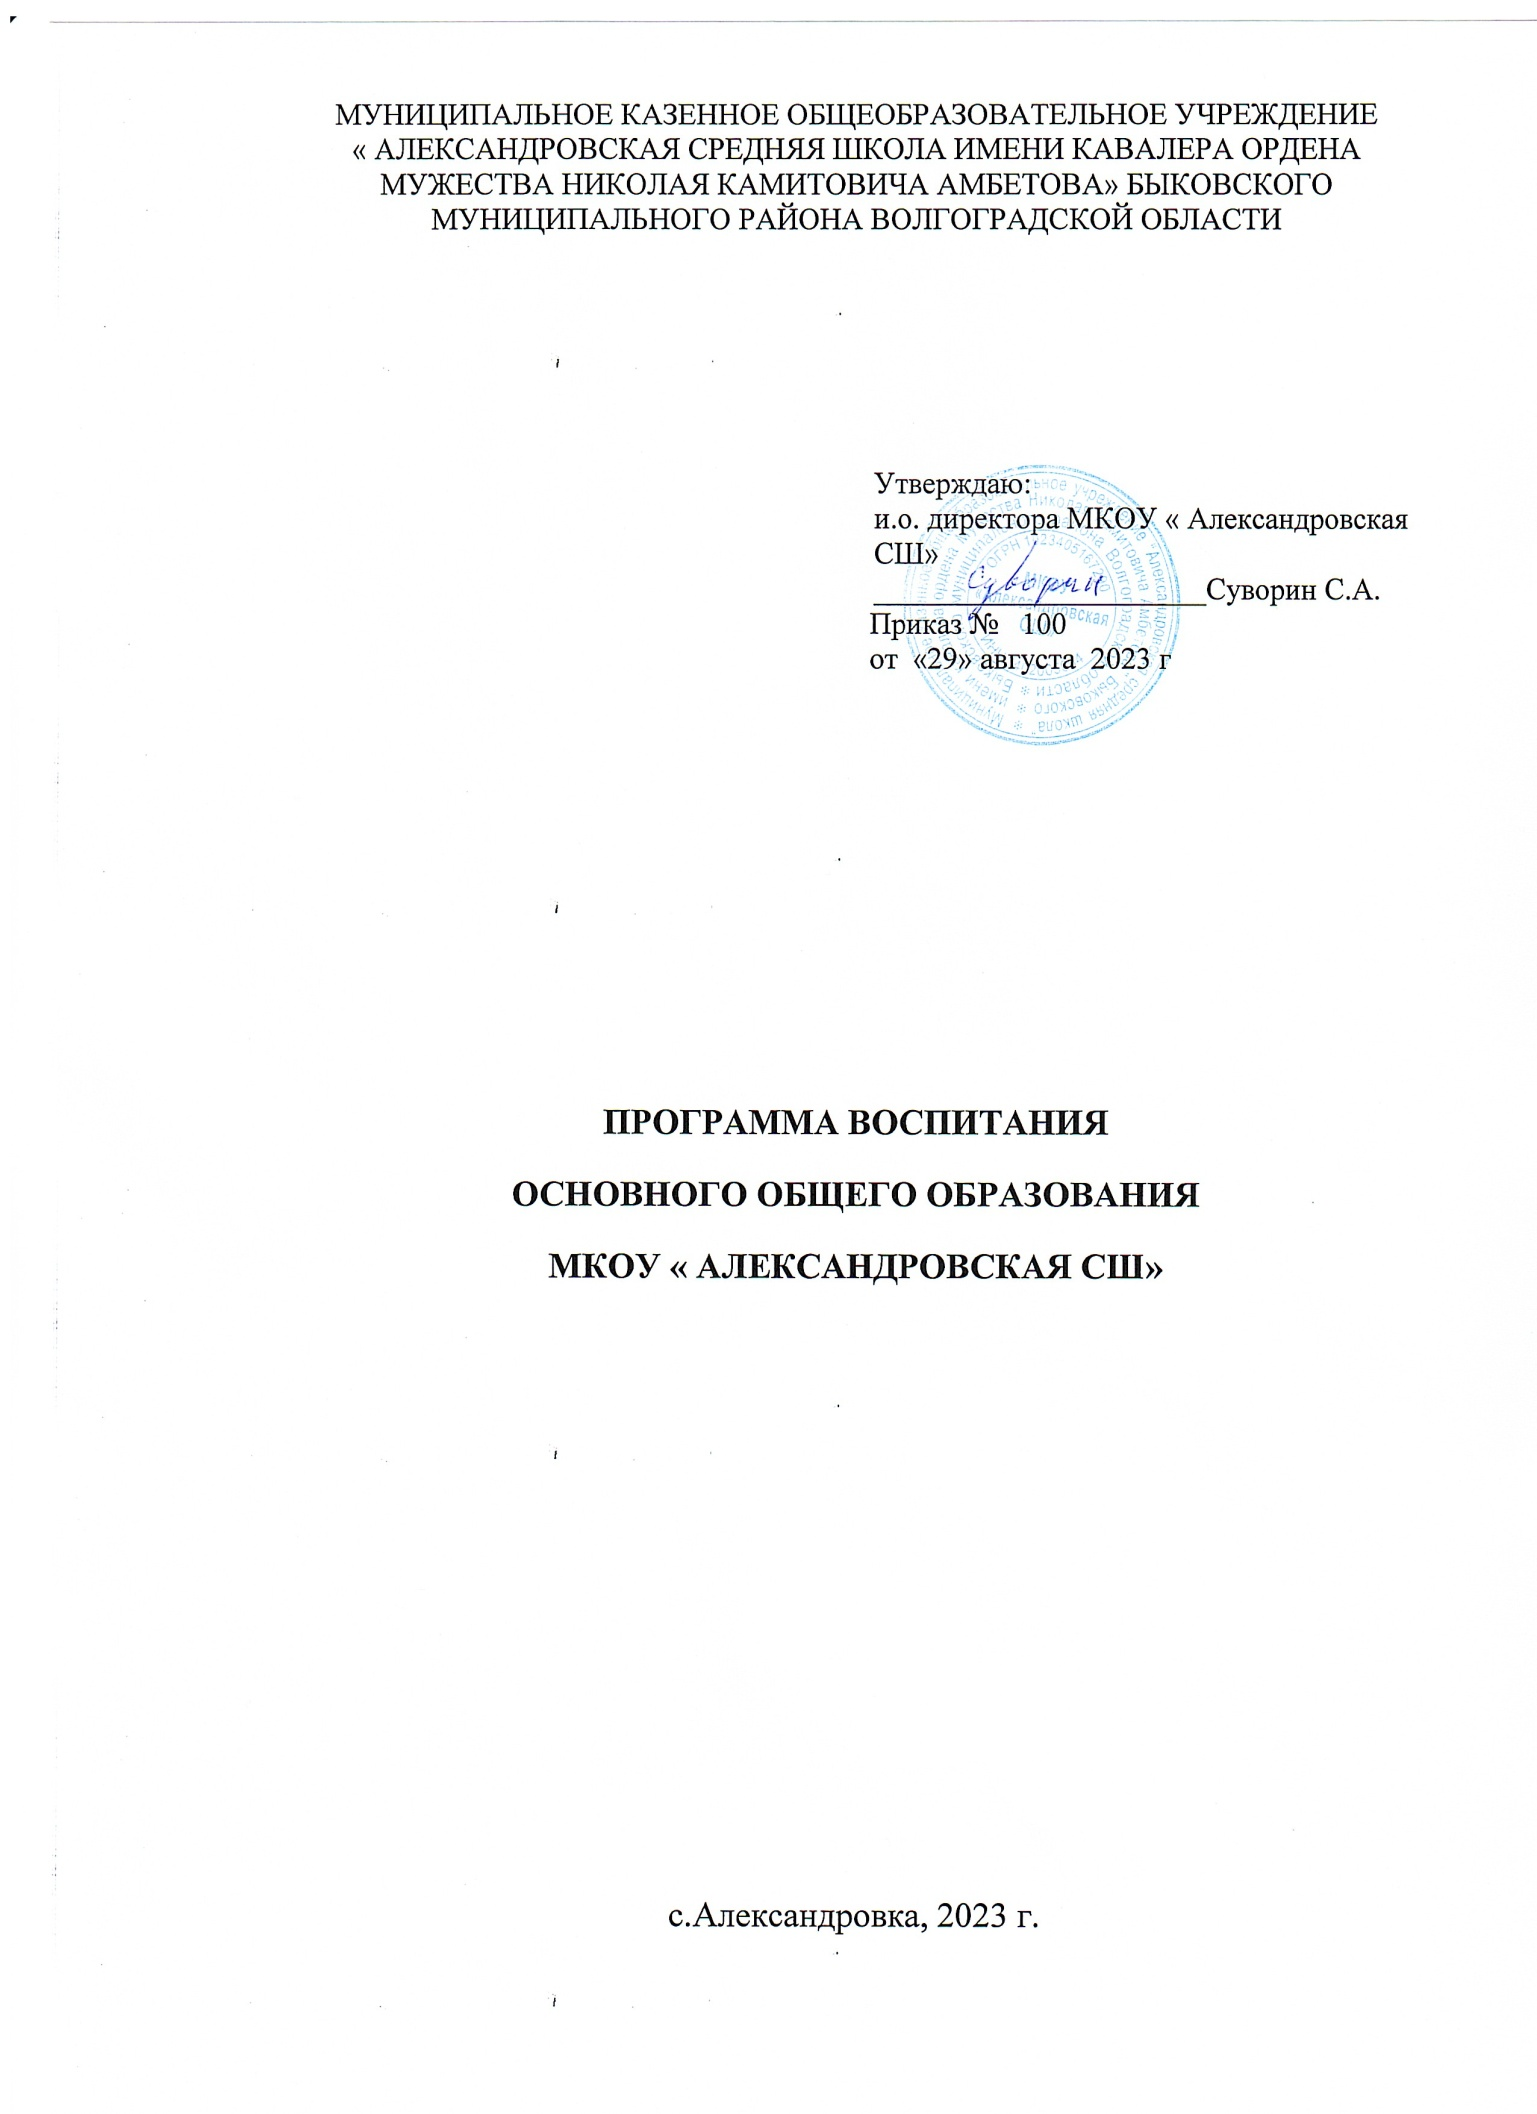 МУНИЦИПАЛЬНОЕ КАЗЕННОЕ ОБЩЕОБРАЗОВАТЕЛЬНОЕ УЧРЕЖДЕНИЕ
« АЛЕКСАНДРОВСКАЯ СРЕДНЯЯ ШКОЛА ИМЕНИ КАВАЛЕРА ОРДЕНА
МУЖЕСТВА НИКОЛАЯ КАМИТОВИЧА АМБЕТОВА» БЫКОВСКОГО
МУНИЦИПАЛЬНОГО РАЙОНА ВОЛГОГРАДСКОЙ ОБЛАСТИ
Утверждаю:
и.о. директора МКОУ « Александровская
СШ»
Суворин
Суворин С.А.
Приказ № 100
от «29» августа 2023 г
ПРОГРАММА ВОСПИТАНИЯ
ОСНОВНОГО ОБЩЕГО ОБРАЗОВАНИЯ
МКОУ « АЛЕКСАНДРОВСКАЯ СШ»
с.Александровка, 2023 г.